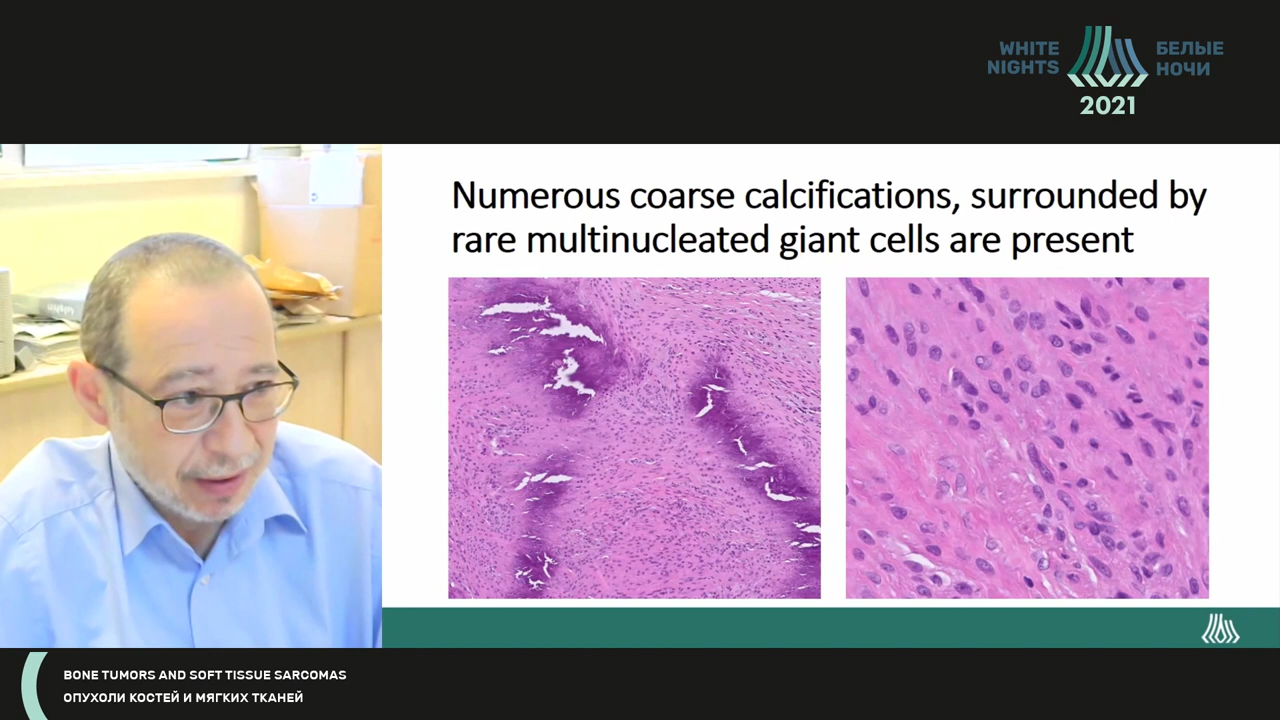 WHITE
NIGHTS
БЕЛЫЕ
НОЧИ
2021
Numerous coarse calcifications, surrounded by
rare multinucleated giant cells are present
BONE TUMORS AND SOFT TISSUE SARCOMAS
ОПУХОЛИ КОСТЕЙ И МЯГКИХ ТКАНЕЙ